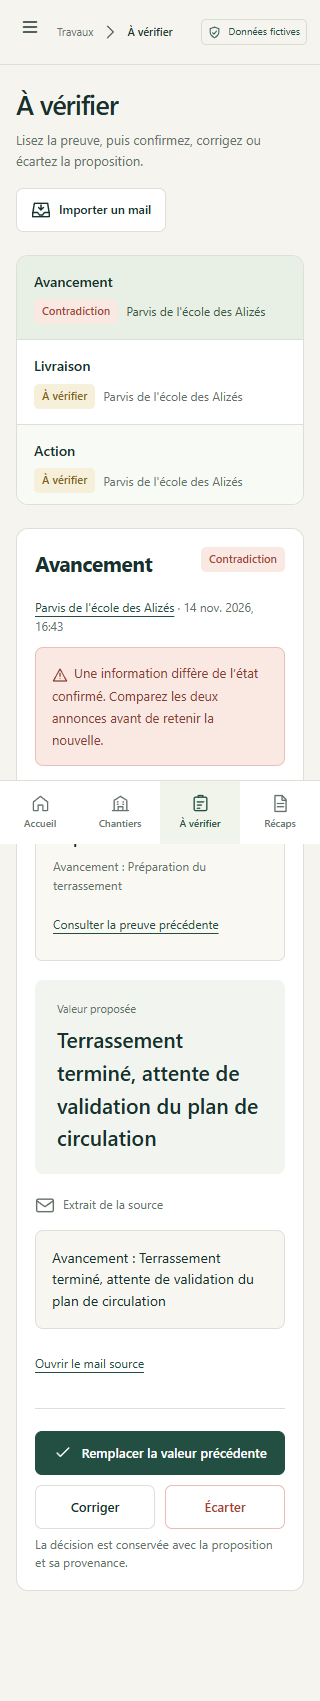 Travaux
À vérifier
Données fictives
À vérifier
Lisez la preuve, puis confirmez, corrigez ou
écartez la proposition.
Importer un mail
Avancement
Contradiction Parvis de l'école des Alizés
Livraison
À vérifier Parvis de l'école des Alizés
Action
À vérifier Parvis de l'école des Alizés
Avancement
Contradiction
Parvis de l'école des Alizés · 14 nov. 2026,
16:43
Une information diffère de l'état
confirmé. Comparez les deux
annonces avant de retenir la
nouvelle.
Accueil
Chantiers
À vérifier
Récaps
Avancement : Préparation du
terrassement
Consulter la preuve précédente
Valeur proposée
Terrassement
terminé, attente de
validation du plan de
circulation
Extrait de la source
Avancement : Terrassement
terminé, attente de validation du
plan de circulation
Ouvrir le mail source
Remplacer la valeur précédente
Corriger
Écarter
La décision est conservée avec la proposition
et sa provenance.